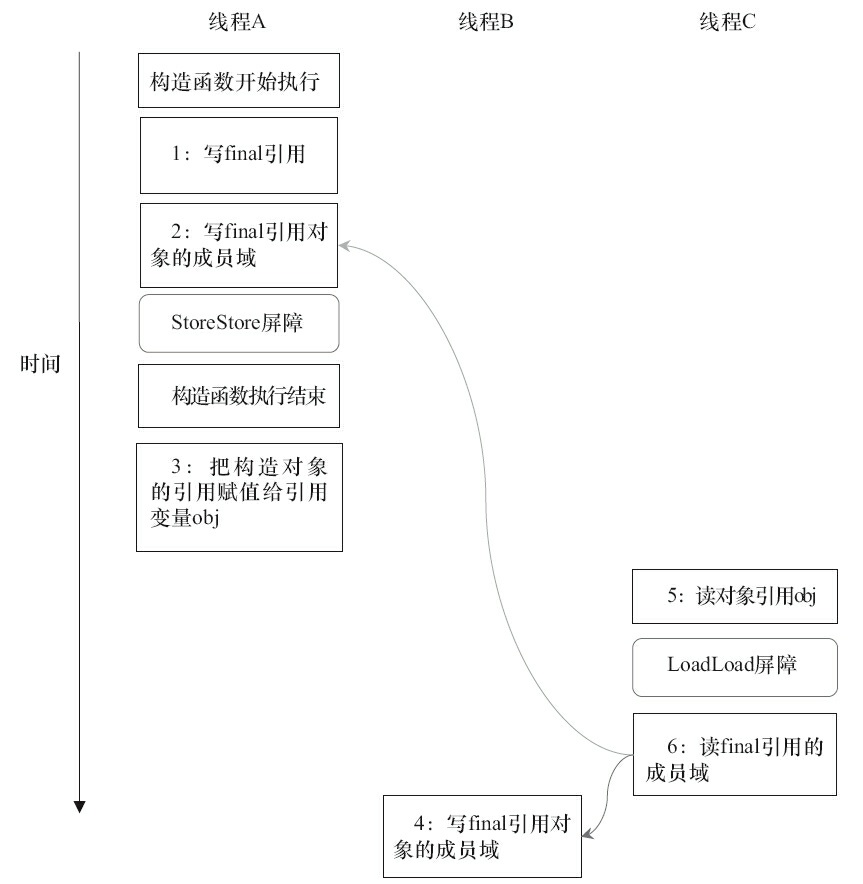 线程A
线程B
线程C
构造函数开始执行
1：写final引用
2：写final引用对
象的成员域
StoreStore屏障
时间
构造函数执行结束
3：把构造对象
的引用赋值给引用
变量obj
5：读对象引用obj
LoadLoad屏障
6：读final引用的
成员域
4：写final引用对
象的成员域